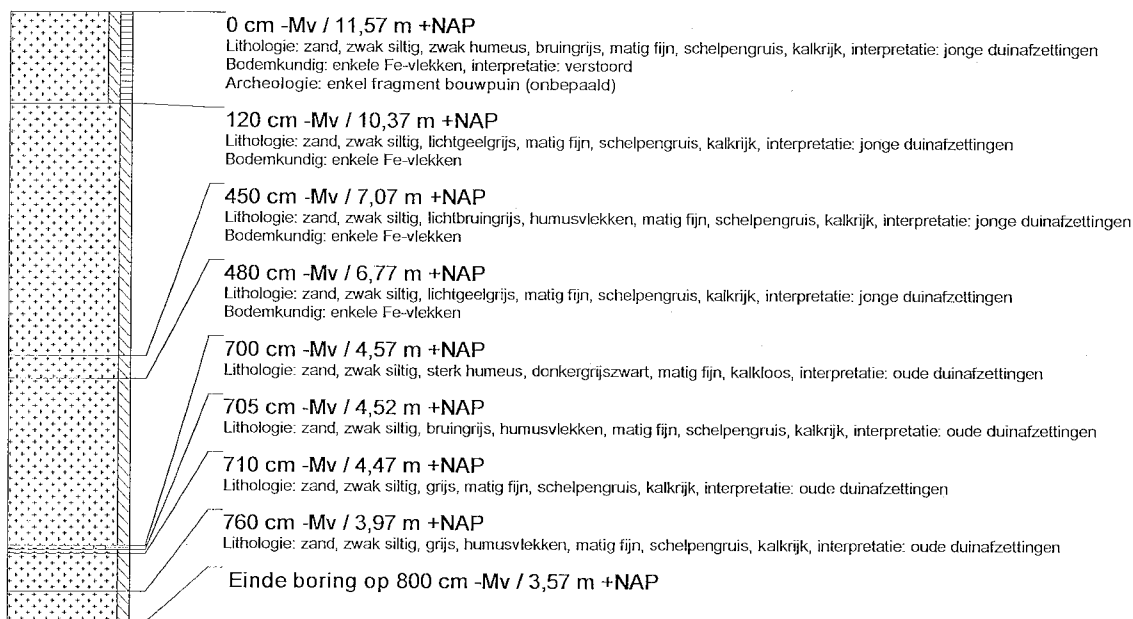 0 cm -Mv / 11,57 m +NAP
Lithologie: zand, zwak siltig, zwak humeus, bruingrijs, matig fijn, schelpengruis, kalkrijk, interpretatie: jonge duinafzettingen
Bodemkundig: enkele Fe-vlekken, interpretatie: verstoord
Archeologie: enkel fragment bouwpuin (onbepaald)
120 cm -Mv / 10,37 m +NAP
Lithologie: zand, zwak siltig, lichtgeelgrijs, matig fijn, schelpengruis, kalkrijk, interpretatie: jonge duinafzettingen
Bodemkundig: enkele Fe-vlekken
450 cm -Mv / 7,07 m +NAP
Lithologie: zand, zwak siltig, lichtbruingrijs, humusvlekken, matig fijn, schelpengruis, kalkrijk, interpretatie: jonge duinafzettingen
Bodemkundig: enkele Fe-vlekken
480 cm -Mv / 6,77 m +NAP
Lithologie: zand, zwak siltig, lichtgeelgrijs, matig fijn, schelpengruis, kalkrijk, interpretatie: jonge duinafzettingen
Bodemkundig: enkele Fe-vlekken
700 cm -Mv / 4,57 m +NAP
Lithologie: zand, zwak siltig, sterk humeus, donkergrijszwart, matig fijn, kalkloos, interpretatie: oude duinafzettingen
705 cm -Mv / 4,52 m +NAP
Lithologie: zand, zwak siltig, bruingrijs, humusvlekken, matig fijn, schelpengruis, kalkrijk, interpretatie: oude duinafzettingen
710 cm -Mv / 4,47 m +NAP
Lithologie: zand, zwak siltig, grijs, matig fijn, schelpengruis, kalkrijk, interpretatie: oude duinafzettingen
760 cm -Mv / 3,97 m +NAP
Lithologie: zand, zwak siltig, grijs, humusvlekken, matig fijn, schelpengruis, kalkrijk, interpretatie: oude duinafzettingen
Einde boring op 800 cm -Mv / 3,57 m +NAP